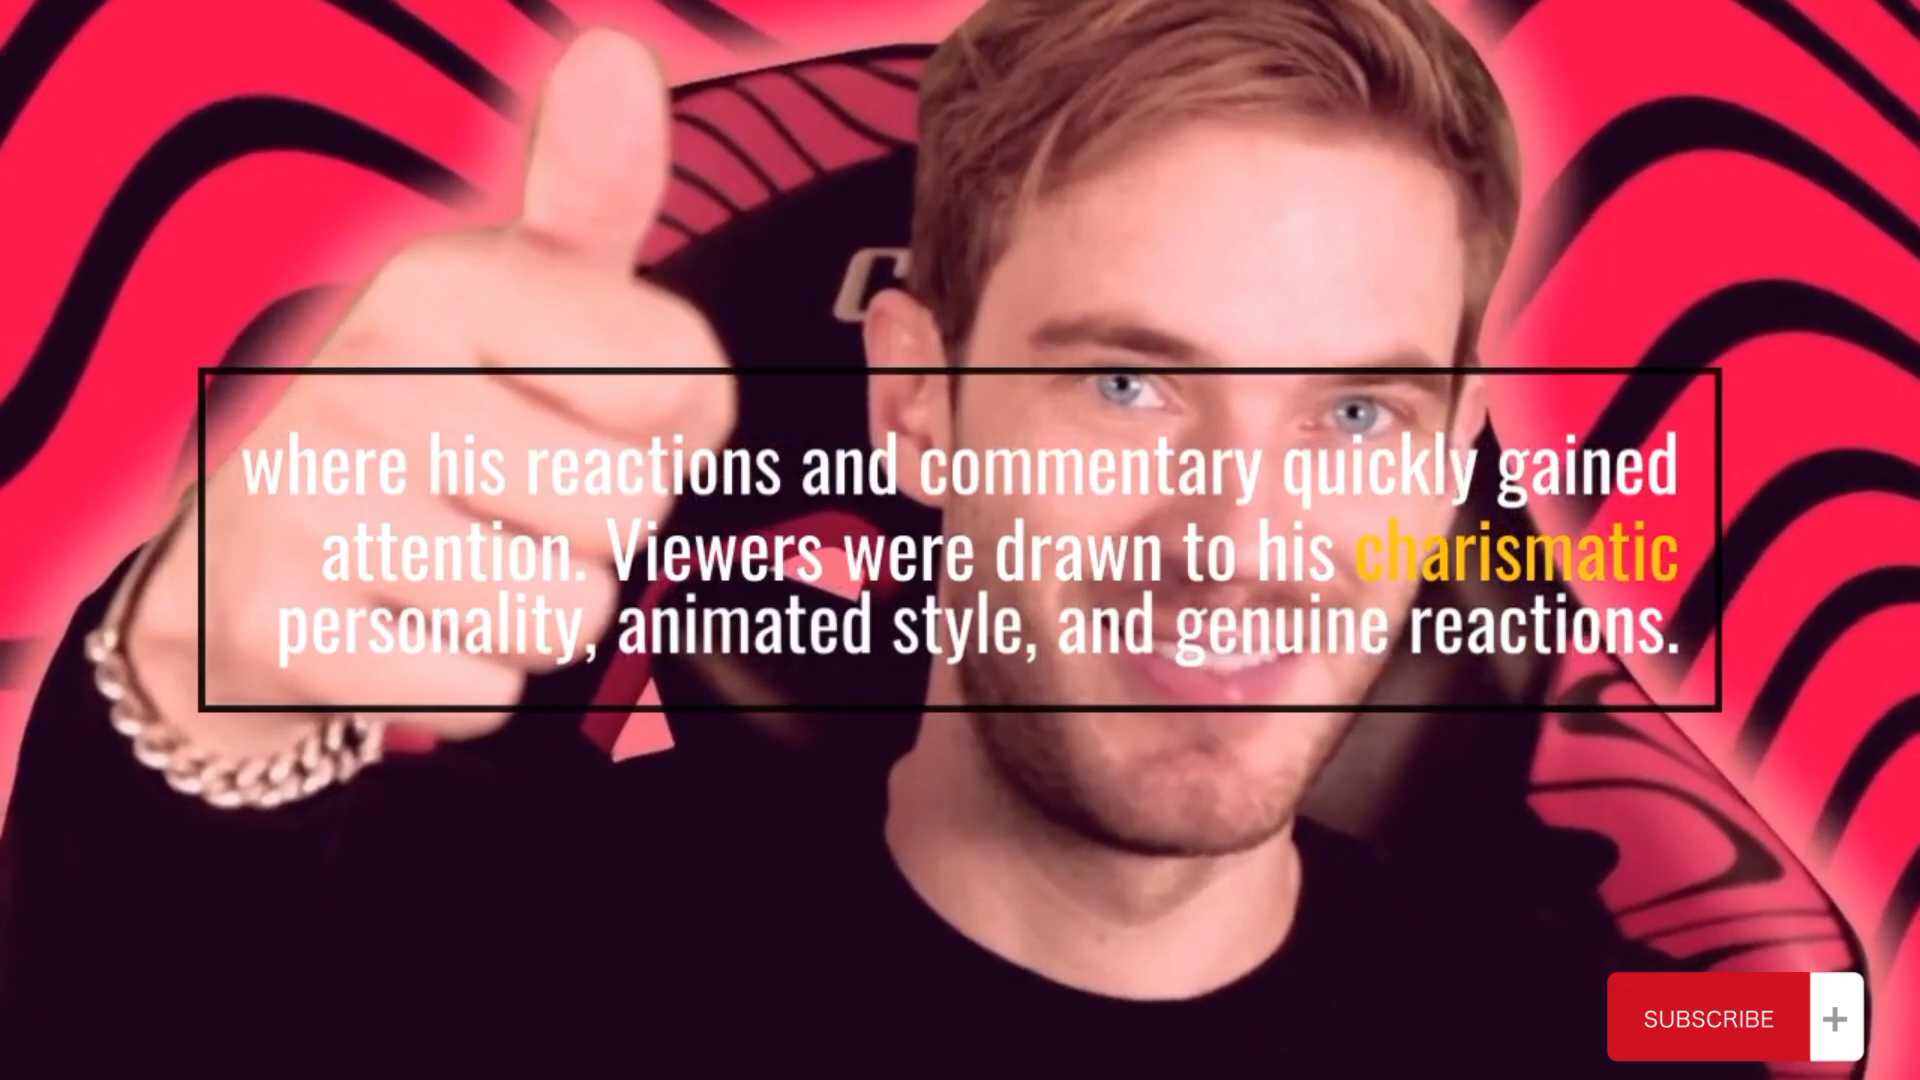 where his reactions and commentary quickly gained
attention. Viewers were drawn to his charismatic
personality, animated style, and genuine reactions.
SUBSCRIBE